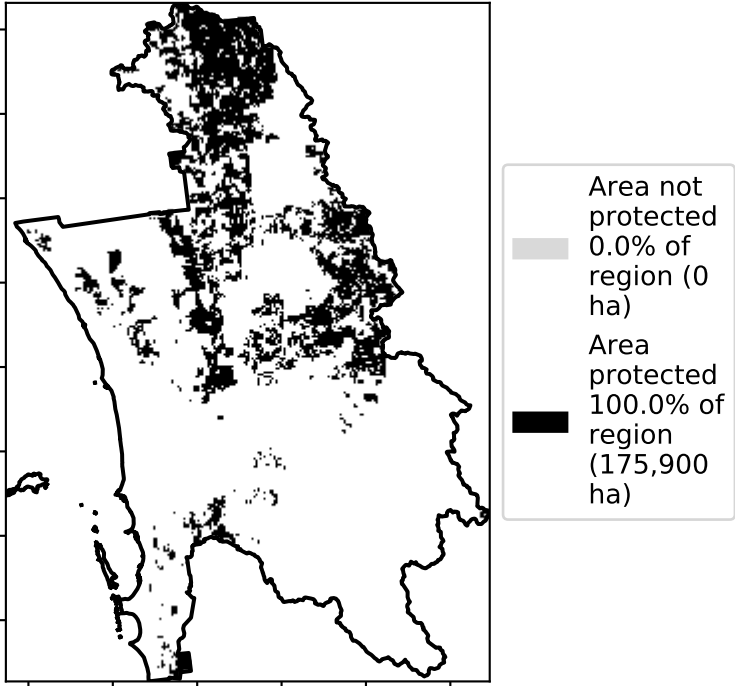 Area not
protected
0.0% of
region (0
ha)
Area
protected
100.0% of
region
(175,900
ha)